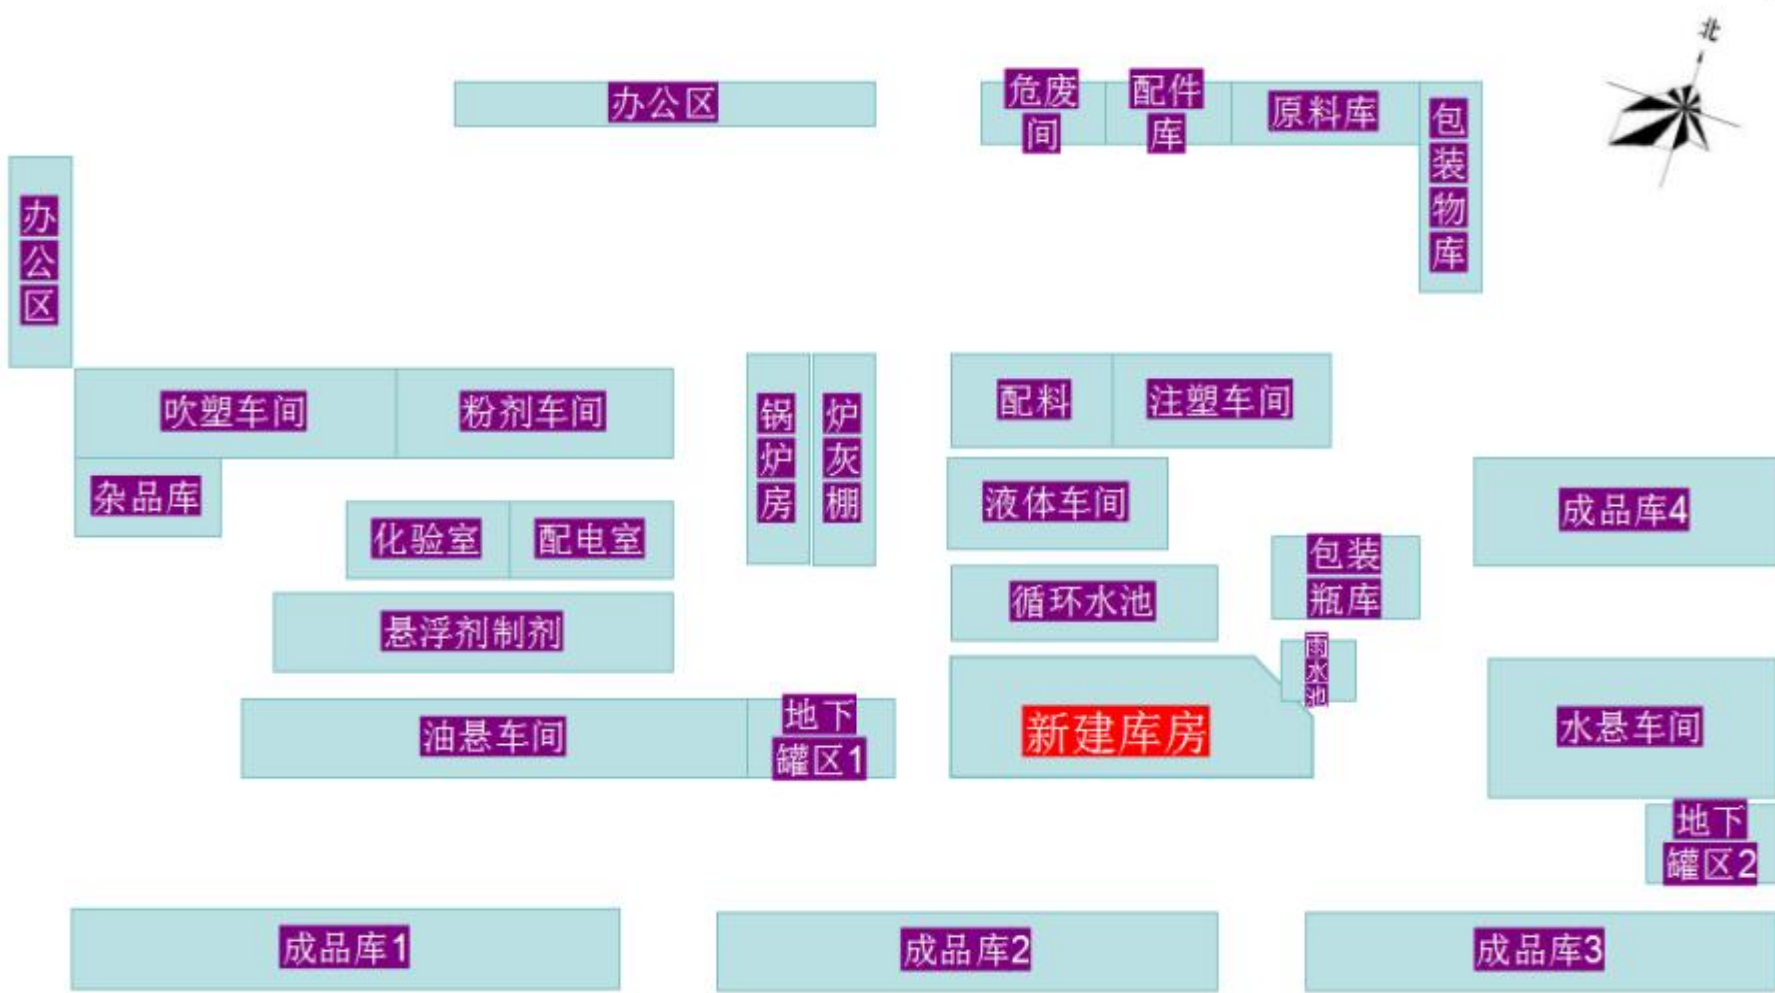 北
办公区
危废
间
配件
库
原料库
包
装
物
库
办
公
区
吹塑车间
粉剂车间
锅
炉
房
炉
灰
棚
配料
注塑车间
杂品库
液体车间
成品库4
化验室
配电室
包装
瓶库
循环水池
悬浮剂制剂
雨
水
池
油悬车间
地下
罐区1
新建库房
水悬车间
地下
罐区2
成品库1
成品库2
成品库3